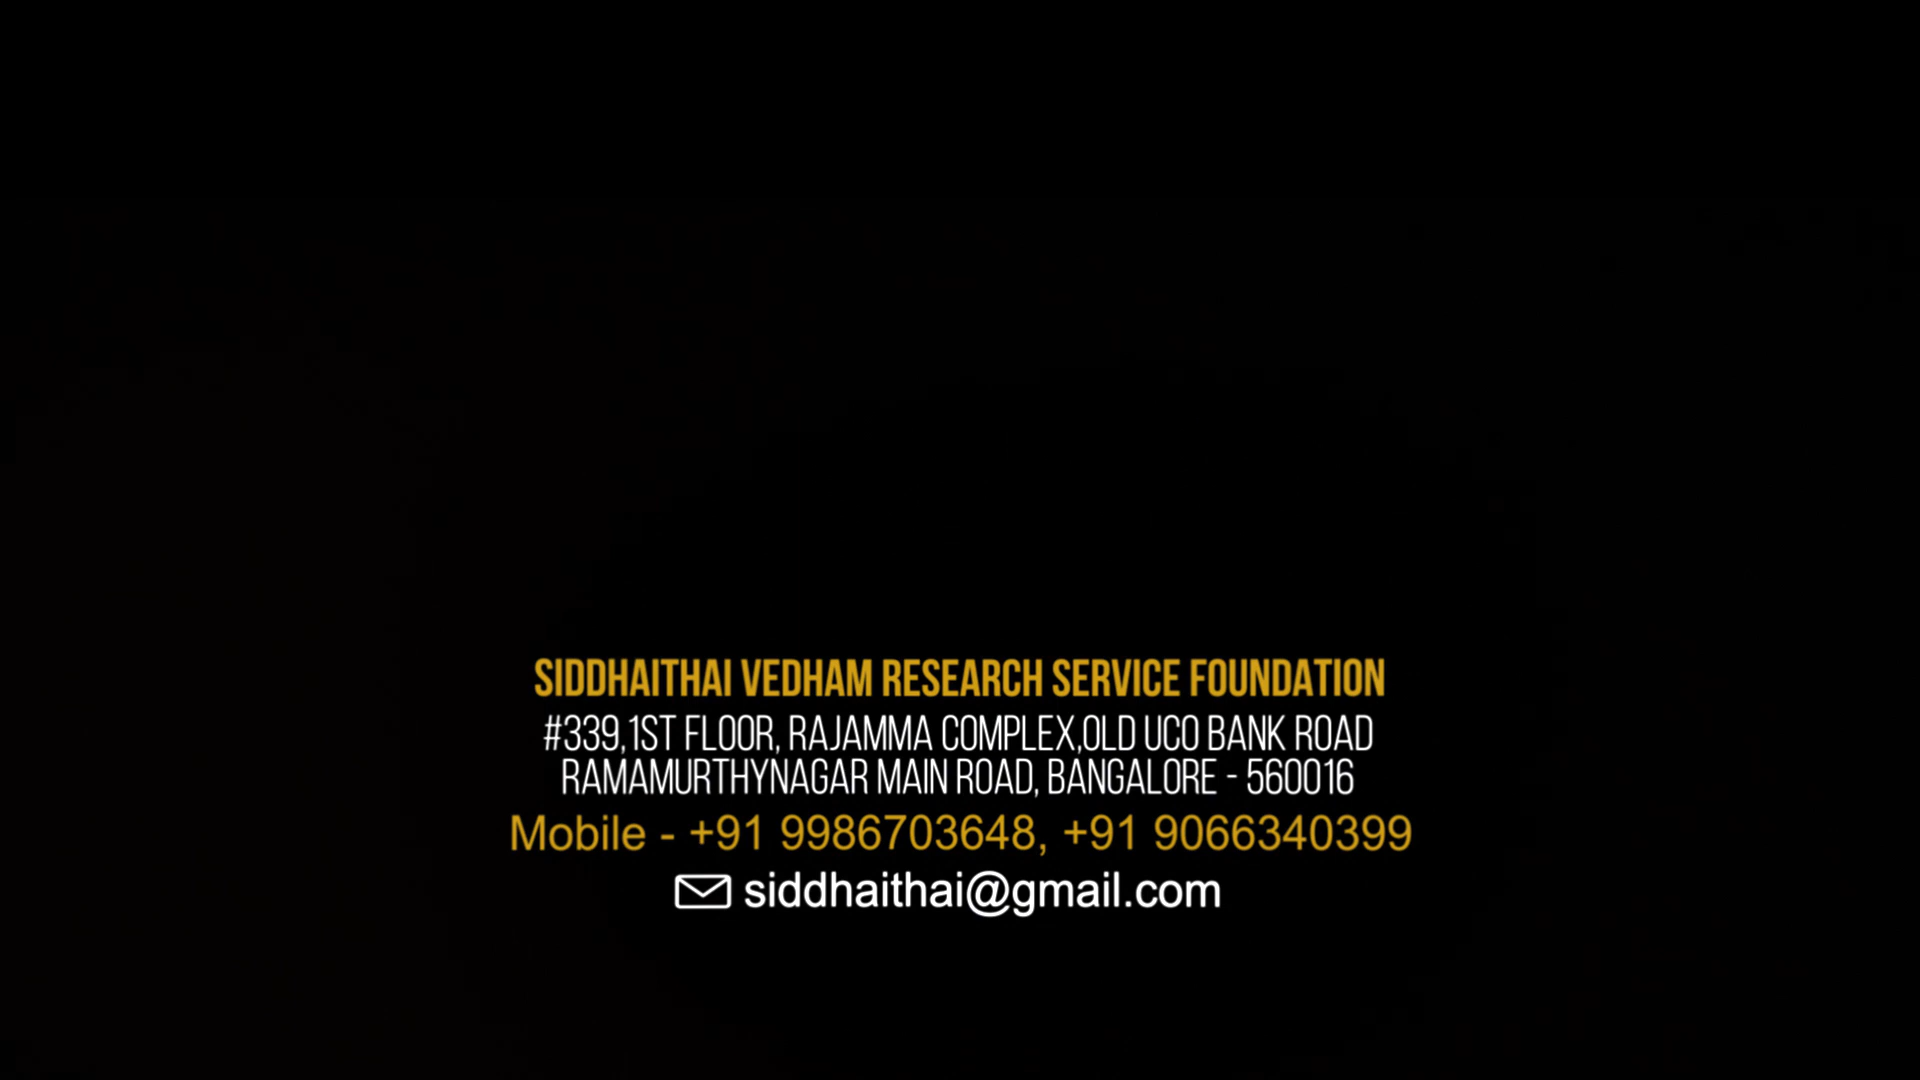 SIDDHAITHAI VEDHAM RESEARCH SERVICE FOUNDATION
#339,1ST FLOOR, RAJAMMA COMPLEX,OLD UCO BANK ROAD
RAMAMURTHYNAGAR MAIN ROAD, BANGALORE - 560016
Mobile - +91 9986703648, +91 9066340399
siddhaithai@gmail.com